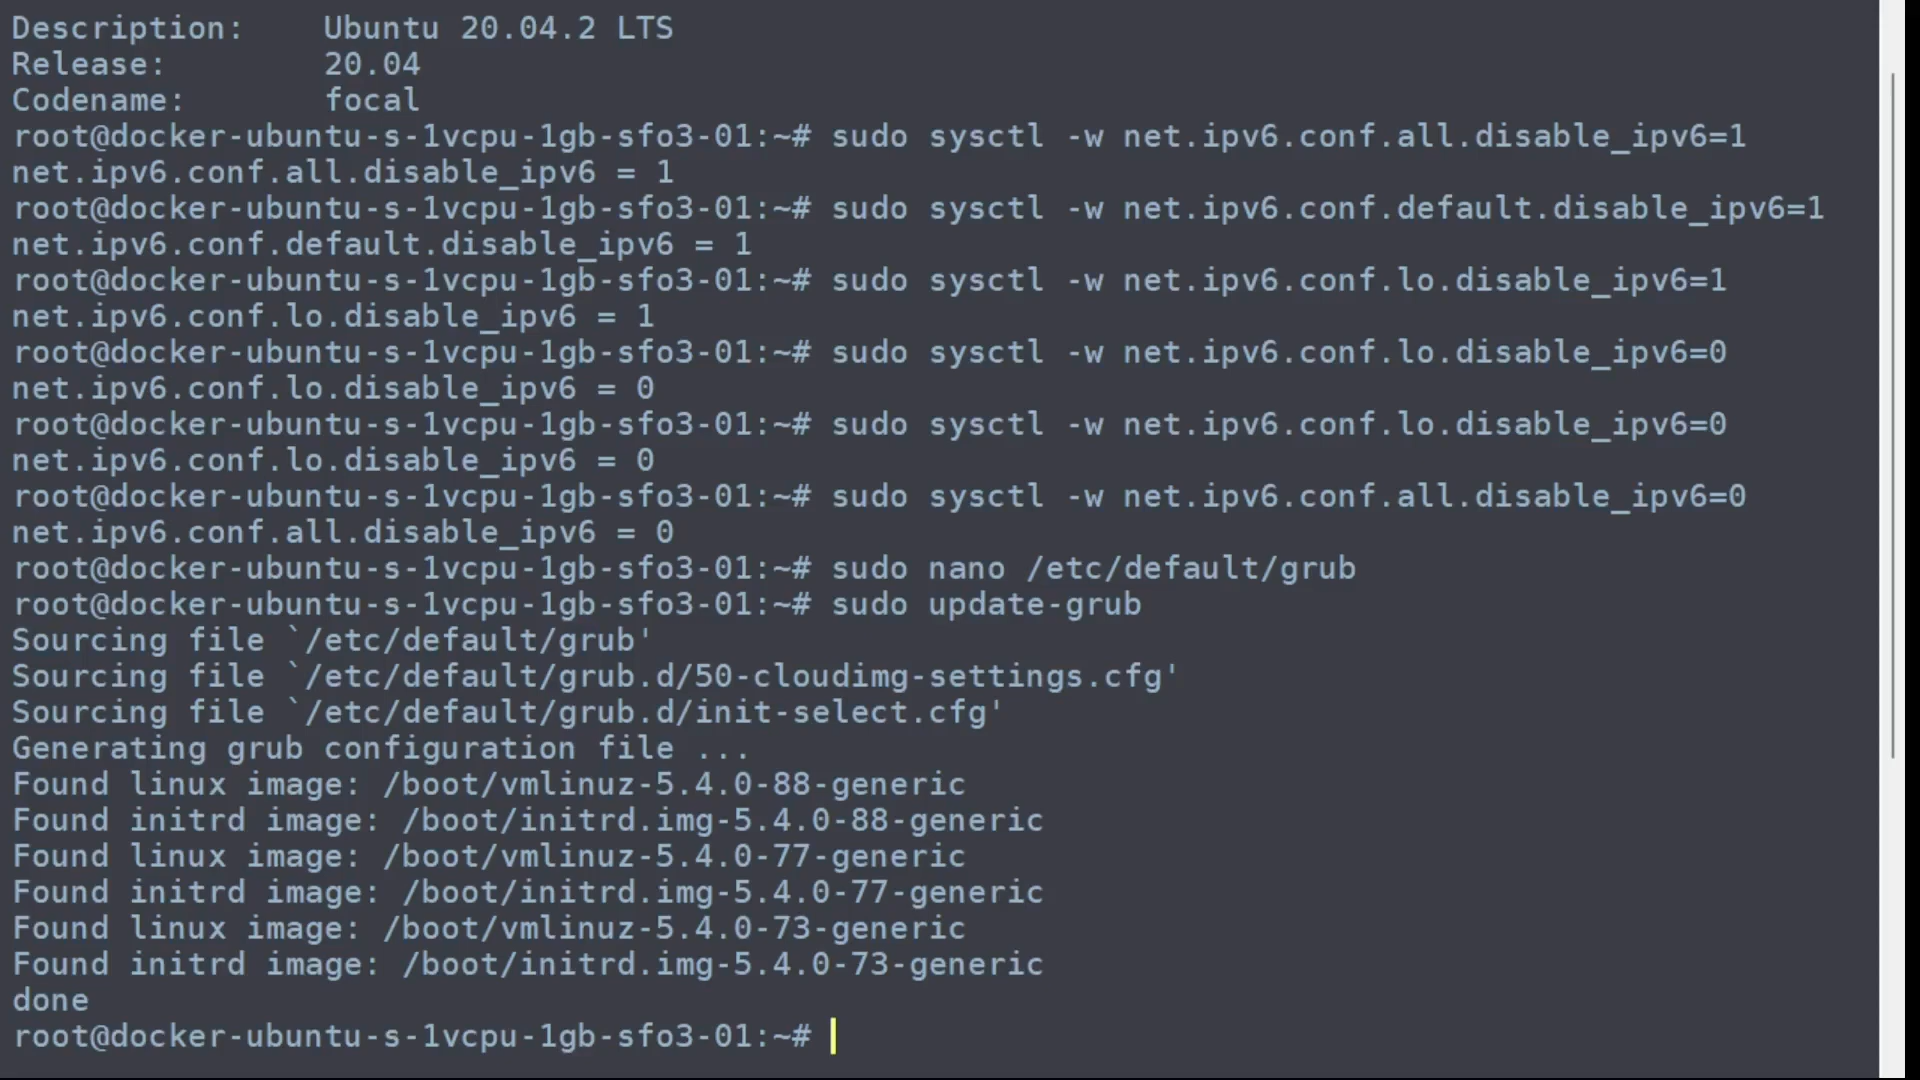 Description:    Ubuntu 20.04.2 LTS
Release:        20.04
Codename:       focal
root@docker-ubuntu-s-1vcpu-1gb-sfo3-01:~# sudo sysctl -w net.ipv6.conf.all.disable_ipv6=1
net.ipv6.conf.all.disable_ipv6 = 1
root@docker-ubuntu-s-1vcpu-1gb-sfo3-01:~# sudo sysctl -w net.ipv6.conf.default.disable_ipv6=1
net.ipv6.conf.default.disable_ipv6 = 1
root@docker-ubuntu-s-1vcpu-1gb-sfo3-01:~# sudo sysctl -w net.ipv6.conf.lo.disable_ipv6=1
net.ipv6.conf.lo.disable_ipv6 = 1
root@docker-ubuntu-s-1vcpu-1gb-sfo3-01:~# sudo sysctl -w net.ipv6.conf.lo.disable_ipv6=0
net.ipv6.conf.lo.disable_ipv6 = 0
root@docker-ubuntu-s-1vcpu-1gb-sfo3-01:~# sudo sysctl -w net.ipv6.conf.lo.disable_ipv6=0
net.ipv6.conf.lo.disable_ipv6 = 0
root@docker-ubuntu-s-1vcpu-1gb-sfo3-01:~# sudo sysctl -w net.ipv6.conf.all.disable_ipv6=0
net.ipv6.conf.all.disable_ipv6 = 0
root@docker-ubuntu-s-1vcpu-1gb-sfo3-01:~# sudo nano /etc/default/grub
root@docker-ubuntu-s-1vcpu-1gb-sfo3-01:~# sudo update-grub
Sourcing file `/etc/default/grub'
Sourcing file `/etc/default/grub.d/50-cloudimg-settings.cfg'
Sourcing file `/etc/default/grub.d/init-select.cfg'
Generating grub configuration file ...
Found linux image: /boot/vmlinuz-5.4.0-88-generic
Found initrd image: /boot/initrd.img-5.4.0-88-generic
Found linux image: /boot/vmlinuz-5.4.0-77-generic
Found initrd image: /boot/initrd.img-5.4.0-77-generic
Found linux image: /boot/vmlinuz-5.4.0-73-generic
Found initrd image: /boot/initrd.img-5.4.0-73-generic
done
root@docker-ubuntu-s-1vcpu-1gb-sfo3-01:~#